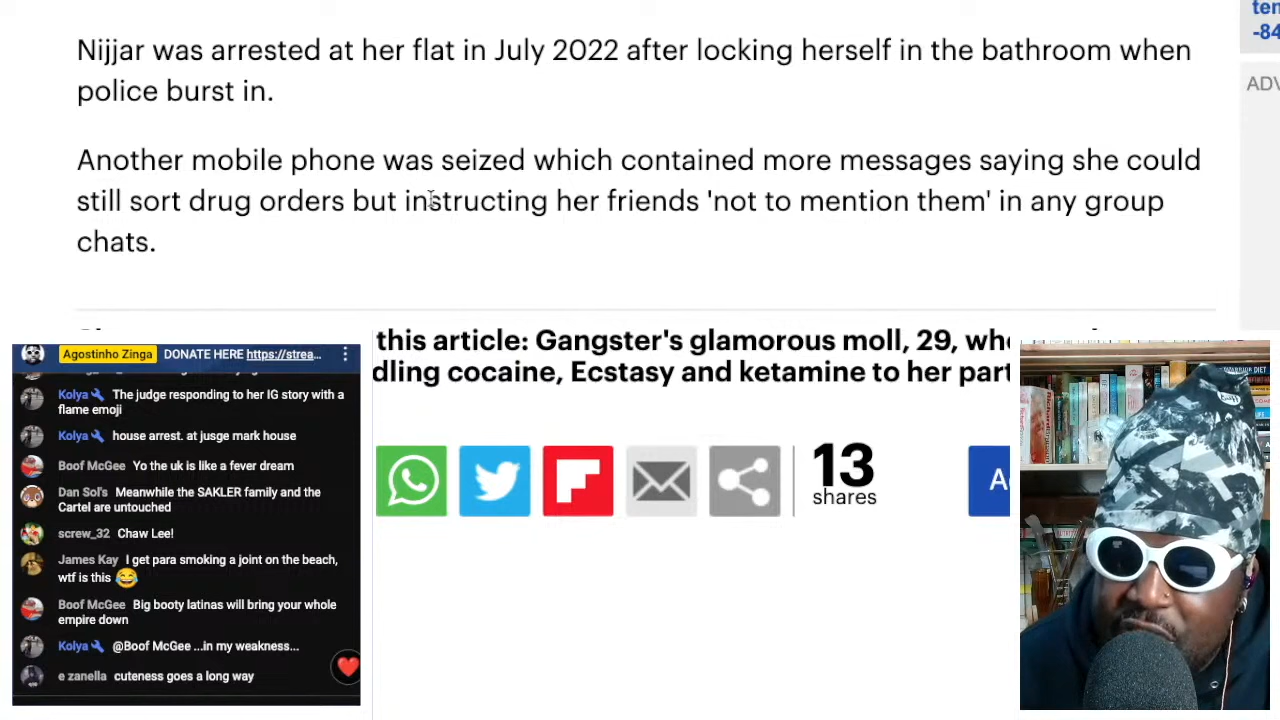 Nijjar was arrested at her flat in July 2022 after locking herself in the bathroom when
police burst in.
Another mobile phone was seized which contained more messages saying she could
still sort drug orders but instructing her friends 'not to mention them' in any group
chats.
-84
ADV
this article: Gangster's glamorous moll, 29, who
dling cocaine, Ecstasy and ketamine to her part
13
shares
Agostinho Zinga DONATE HERE https://strea...
Kolya The judge responding to her IG story with a
flame emoji
Kolya house arrest. at jusge mark house
Boof McGee Yo the uk is like a fever dream
Dan Sol's Meanwhile the SAKLER family and the
Cartel are untouched
screw_32 Chaw Lee!
James Kay I get para smoking a joint on the beach,
wtf is this
Boof McGee Big booty latinas will bring your whole
empire down
Kolya @Boof McGee ...in my weakness...
e zanella cuteness goes a long way